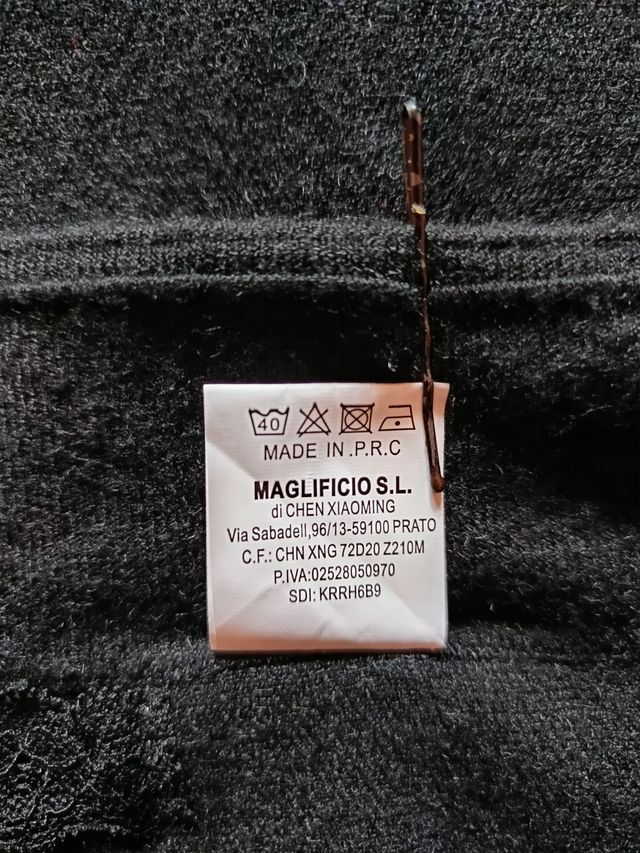 40
MADE IN .P.R.C
MAGLIFICIO S.L.
di CHEN XIAOMING
Via Sabadell,96/13-59100 PRATO
C.F.: CHN XNG 72D20 Z210M
P.IVA:02528050970
SDI: KRRH6B9